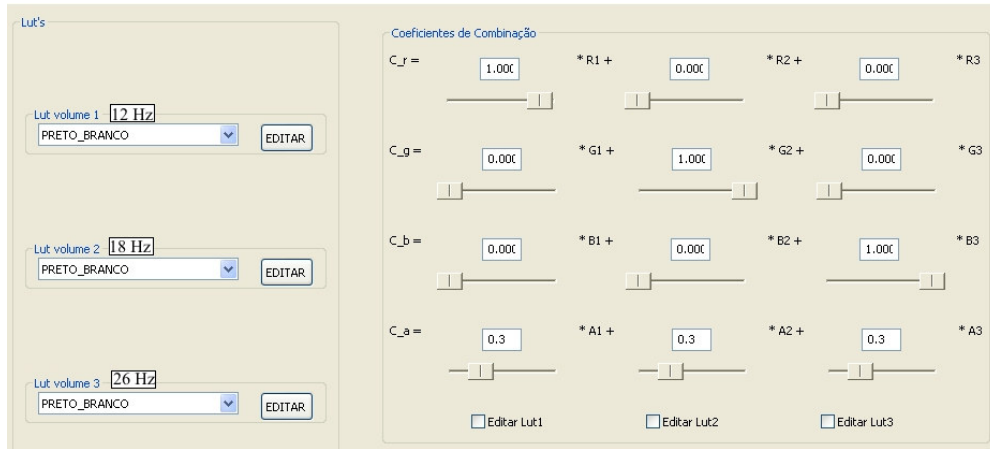 Lut's
Lut volume 1 12 Hz
PRETO_BRANCO EDITAR
Lut volume 2 18 Hz
PRETO_BRANCO EDITAR
Lut volume 3 26 Hz
PRETO_BRANCO EDITAR
Coeficientes de Combinação
C_r = 1.000 * R1 + 0.000 * R2 + 0.000 * R3
C_g = 0.000 * G1 + 1.000 * G2 + 0.000 * G3
C_b = 0.000 * B1 + 0.000 * B2 + 1.000 * B3
C_a = 0.3 * A1 + 0.3 * A2 + 0.3 * A3
Editar Lut1 Editar Lut2 Editar Lut3